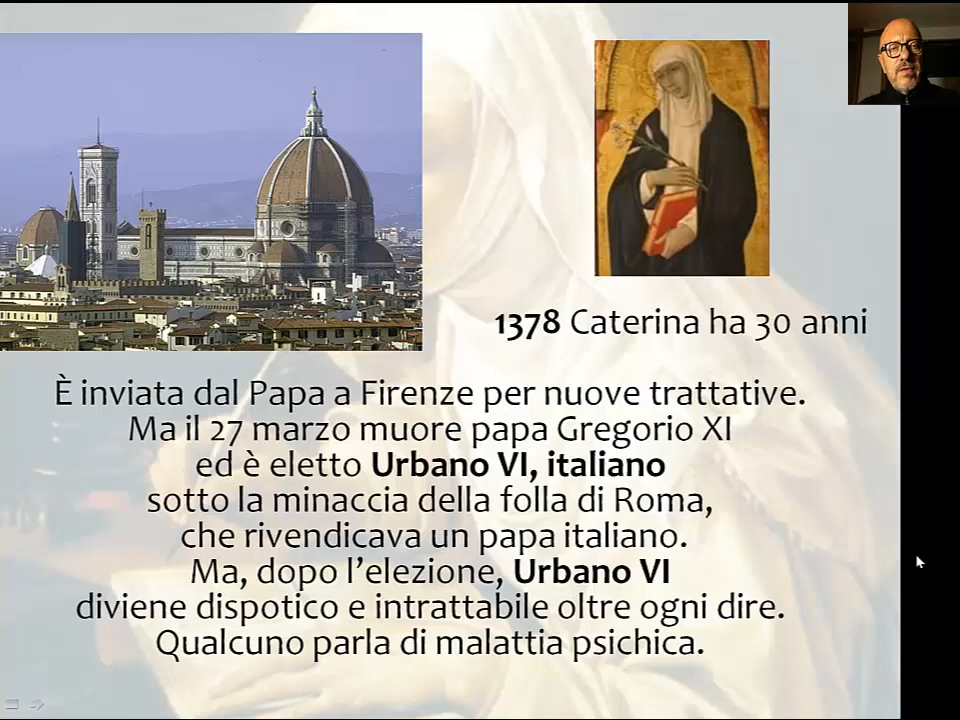 1378 Caterina ha 30 anni
È inviata dal Papa a Firenze per nuove trattative.
Ma il 27 marzo muore papa Gregorio XI
ed è eletto Urbano VI, italiano
sotto la minaccia della folla di Roma,
che rivendicava un papa italiano.
Ma, dopo l’elezione, Urbano VI
diviene dispotico e intrattabile oltre ogni dire.
Qualcuno parla di malattia psichica.